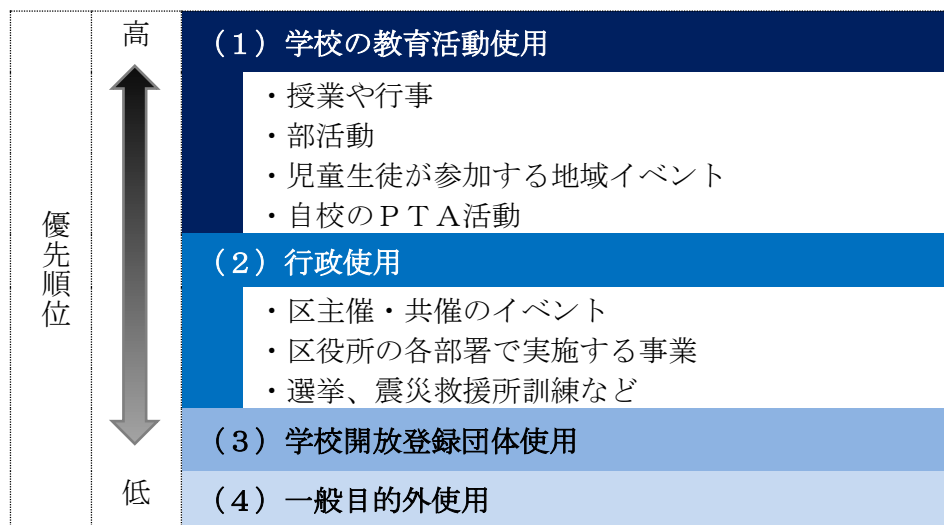 優先順位
高
低
（１）学校の教育活動使用
・授業や行事
・部活動
・児童生徒が参加する地域イベント
・自校のＰＴＡ活動
（２）行政使用
・区主催・共催のイベント
・区役所の各部署で実施する事業
・選挙、震災救援所訓練など
（３）学校開放登録団体使用
（４）一般目的外使用